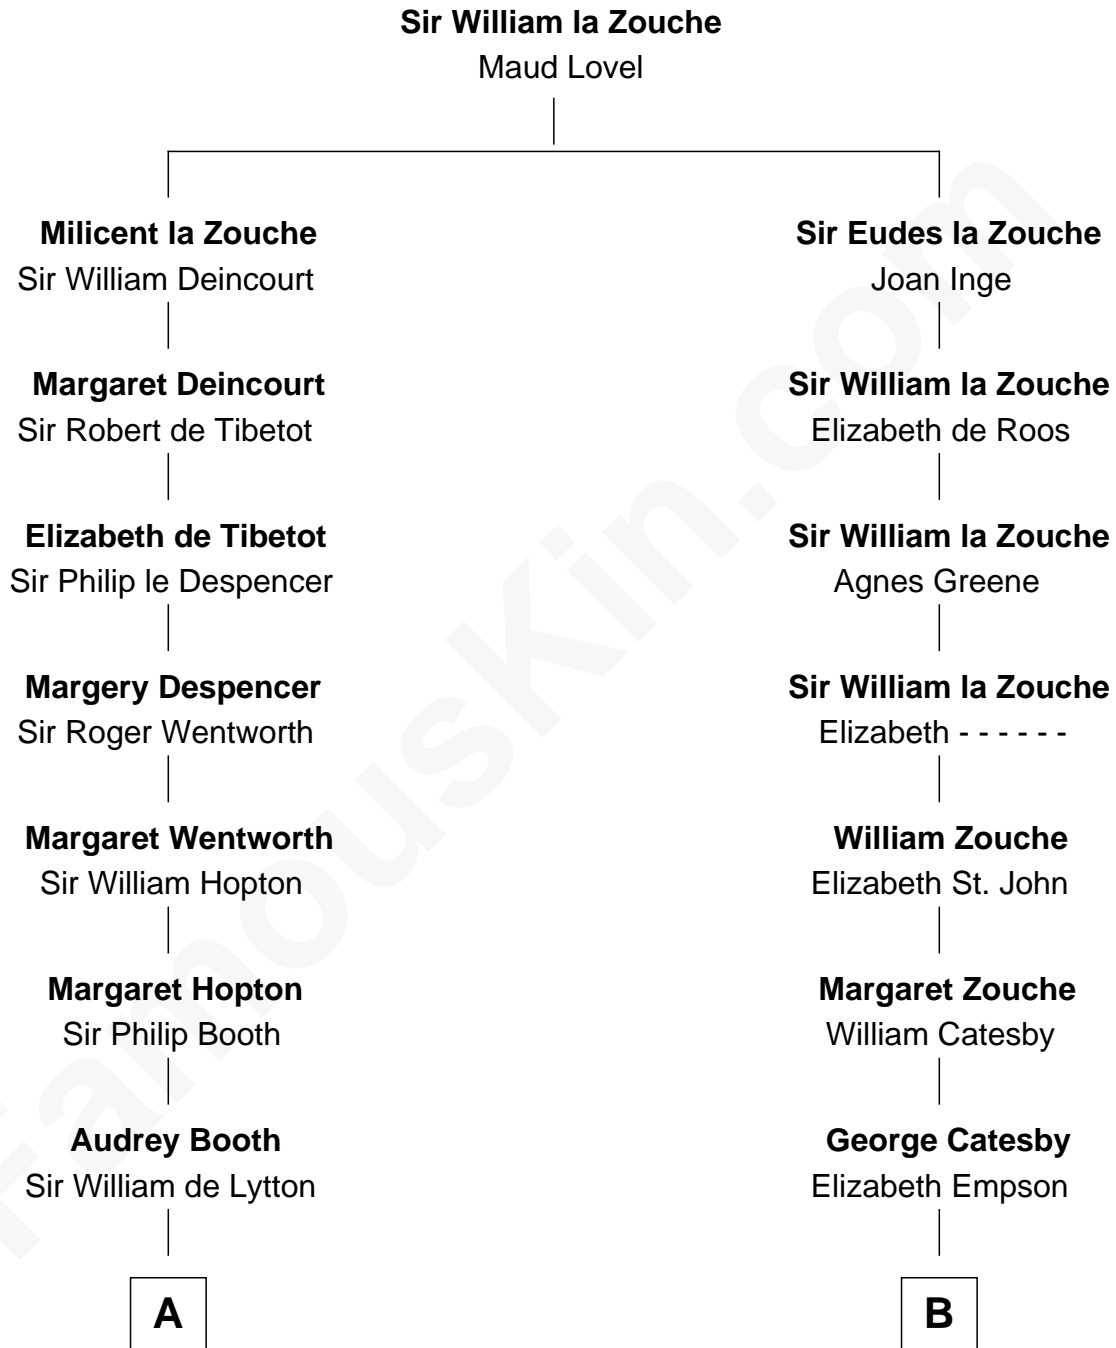 Sir William la Zouche
Maud Lovel
Milicent la Zouche
Sir William Deincourt
Sir Eudes la Zouche
Joan Inge
Margaret Deincourt
Sir Robert de Tibetot
Sir William la Zouche
Elizabeth de Roos
Elizabeth de Tibetot
Sir Philip le Despencer
Sir William la Zouche
Agnes Greene
Margery Despencer
Sir Roger Wentworth
Sir William la Zouche
Elizabeth - - - - - -
Margaret Wentworth
Sir William Hopton
William Zouche
Elizabeth St. John
Margaret Hopton
Sir Philip Booth
Margaret Zouche
William Catesby
Audrey Booth
Sir William de Lytton
George Catesby
Elizabeth Empson
A
B
FamousKin.com